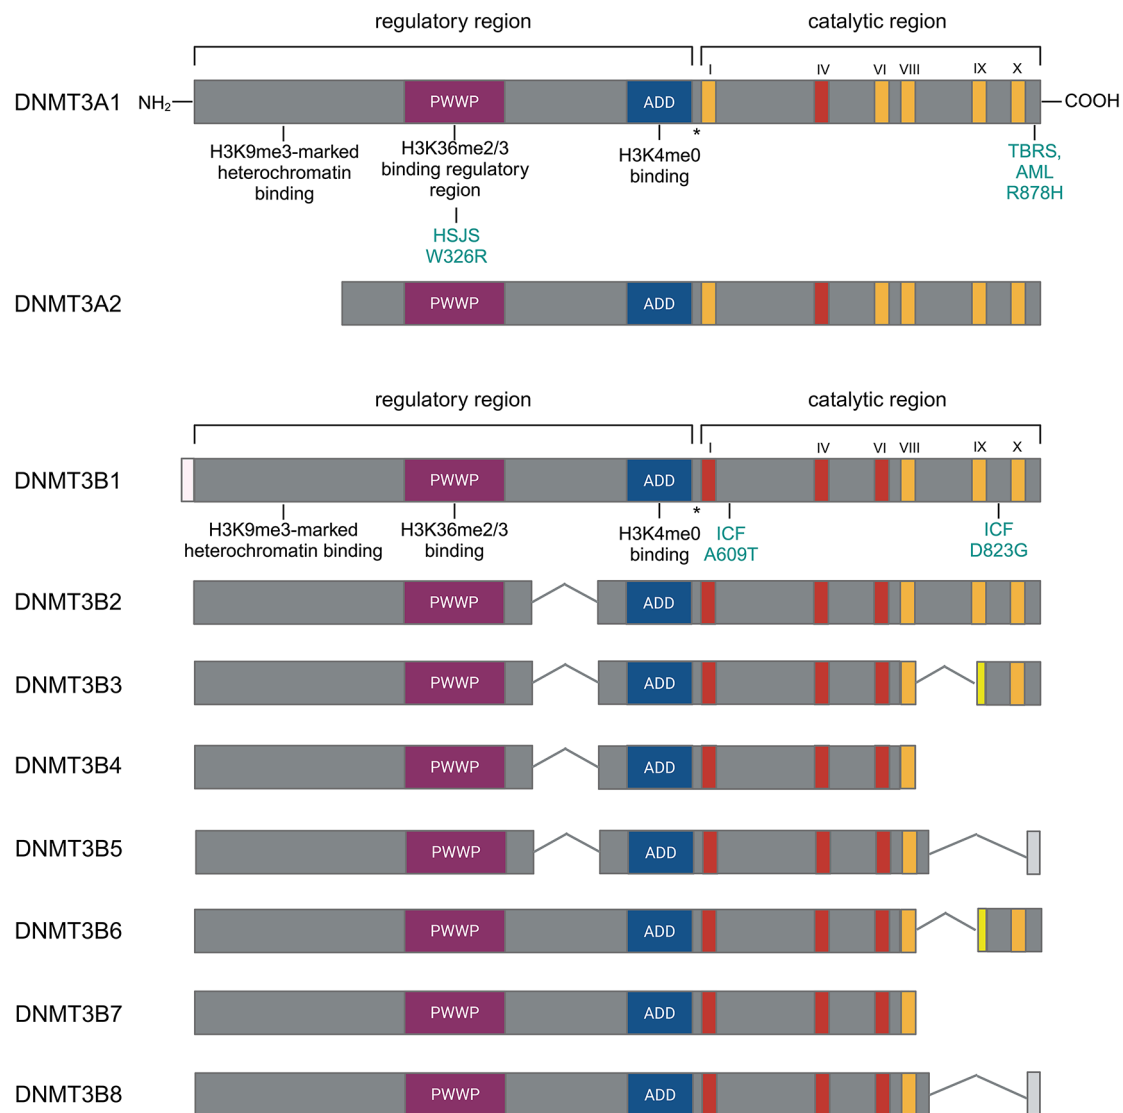 regulatory region
catalytic region
I
IV
VI
VIII
IX
X
DNMT3A1
NH₂
PWWP
ADD
COOH
*
H3K9me3-marked
heterochromatin
binding
H3K36me2/3
binding regulatory
region
H3K4me0
binding
TBRS,
AML
R878H
HSJS
W326R
DNMT3A2
PWWP
ADD
regulatory region
catalytic region
I
IV
VI
VIII
IX
X
DNMT3B1
PWWP
ADD
*
H3K9me3-marked
heterochromatin binding
H3K36me2/3
binding
H3K4me0
binding
ICF
A609T
ICF
D823G
DNMT3B2
PWWP
ADD
DNMT3B3
PWWP
ADD
DNMT3B4
PWWP
ADD
DNMT3B5
PWWP
ADD
DNMT3B6
PWWP
ADD
DNMT3B7
PWWP
ADD
DNMT3B8
PWWP
ADD